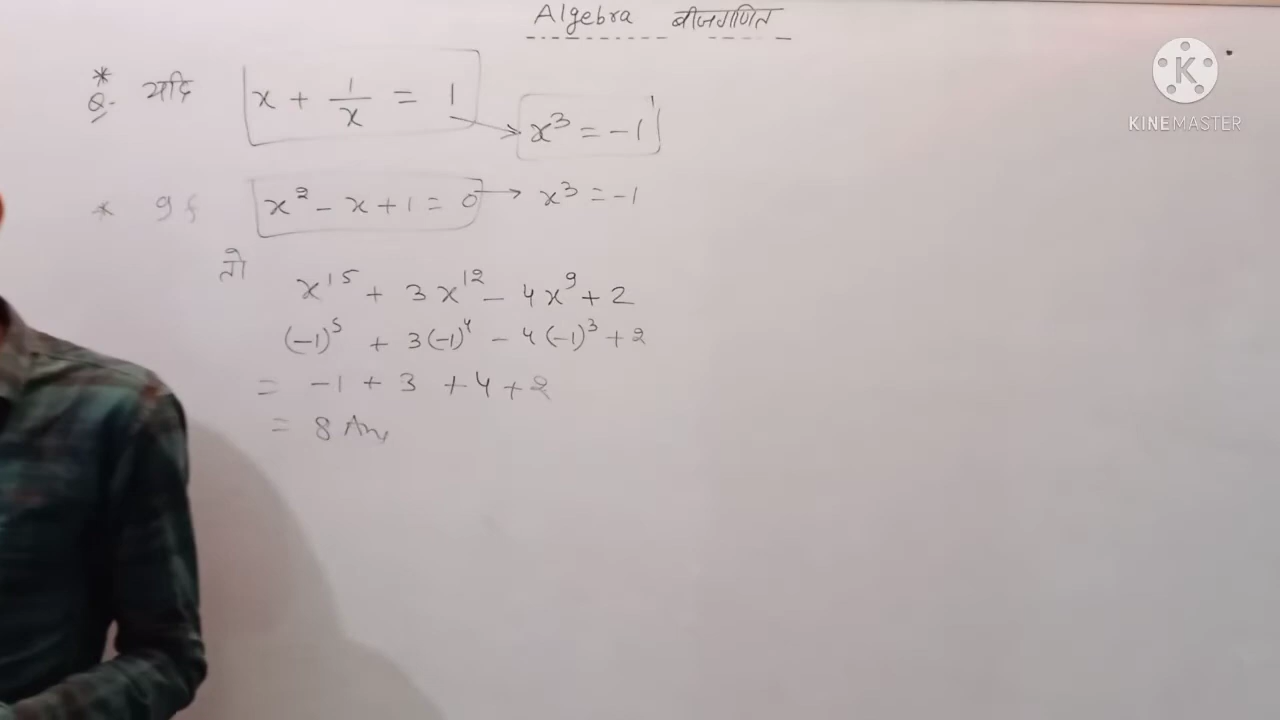 Algebra बीजगणित
* Q- यदि x + 1/x = 1 → x³ = -1
* 9f x² - x + 1 = 0 → x³ = -1
तो
x¹⁵ + 3x¹² - 4x⁹ + 2
(-1)⁵ + 3(-1)⁴ - 4(-1)³ + 2
= -1 + 3 + 4 + 2
= 8 Ans
KINEMASTER